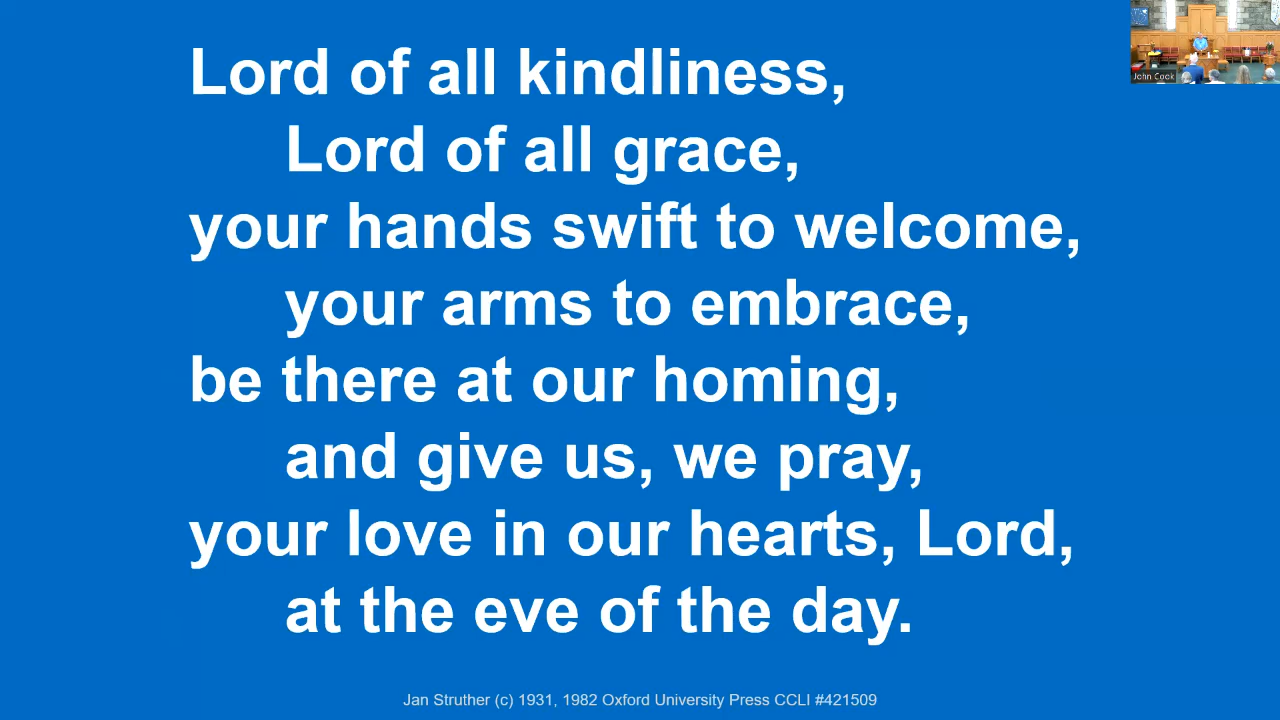 Lord of all kindliness,
Lord of all grace,
your hands swift to welcome,
your arms to embrace,
be there at our homing,
and give us, we pray,
your love in our hearts, Lord,
at the eve of the day.
Jan Struther (c) 1931, 1982 Oxford University Press CCLI #421509
John Cook